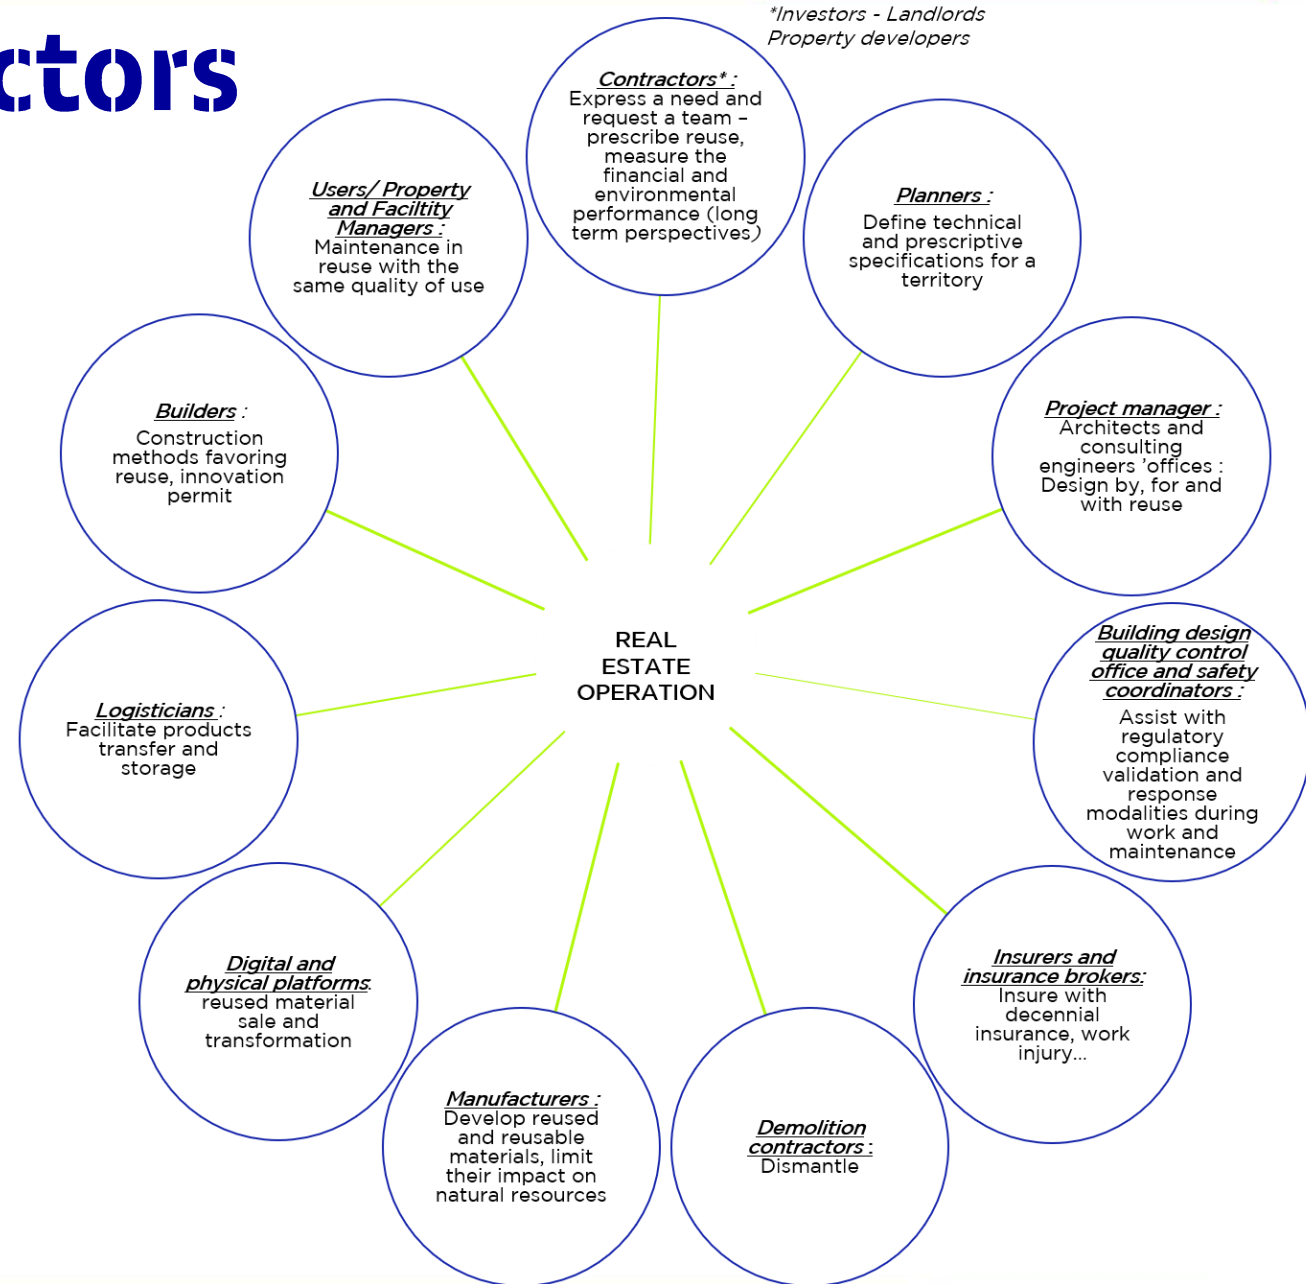 ctors
*Investors - Landlords
Property developers
Contractors* :
Express a need and
request a team –
prescribe reuse,
measure the
financial and
environmental
performance (long
term perspectives)
Planners :
Define technical
and prescriptive
specifications for a
territory
Project manager :
Architects and
consulting
engineers ’offices :
Design by, for and
with reuse
Building design
quality control
office and safety
coordinators :
Assist with
regulatory
compliance
validation and
response
modalities during
work and
maintenance
Insurers and
insurance brokers:
Insure with
decennial
insurance, work
injury...
Demolition
contractors :
Dismantle
Manufacturers :
Develop reused
and reusable
materials, limit
their impact on
natural resources
Digital and
physical platforms:
reused material
sale and
transformation
Logisticians :
Facilitate products
transfer and
storage
Builders :
Construction
methods favoring
reuse, innovation
permit
Users/ Property
and Faciltity
Managers :
Maintenance in
reuse with the
same quality of use
REAL
ESTATE
OPERATION